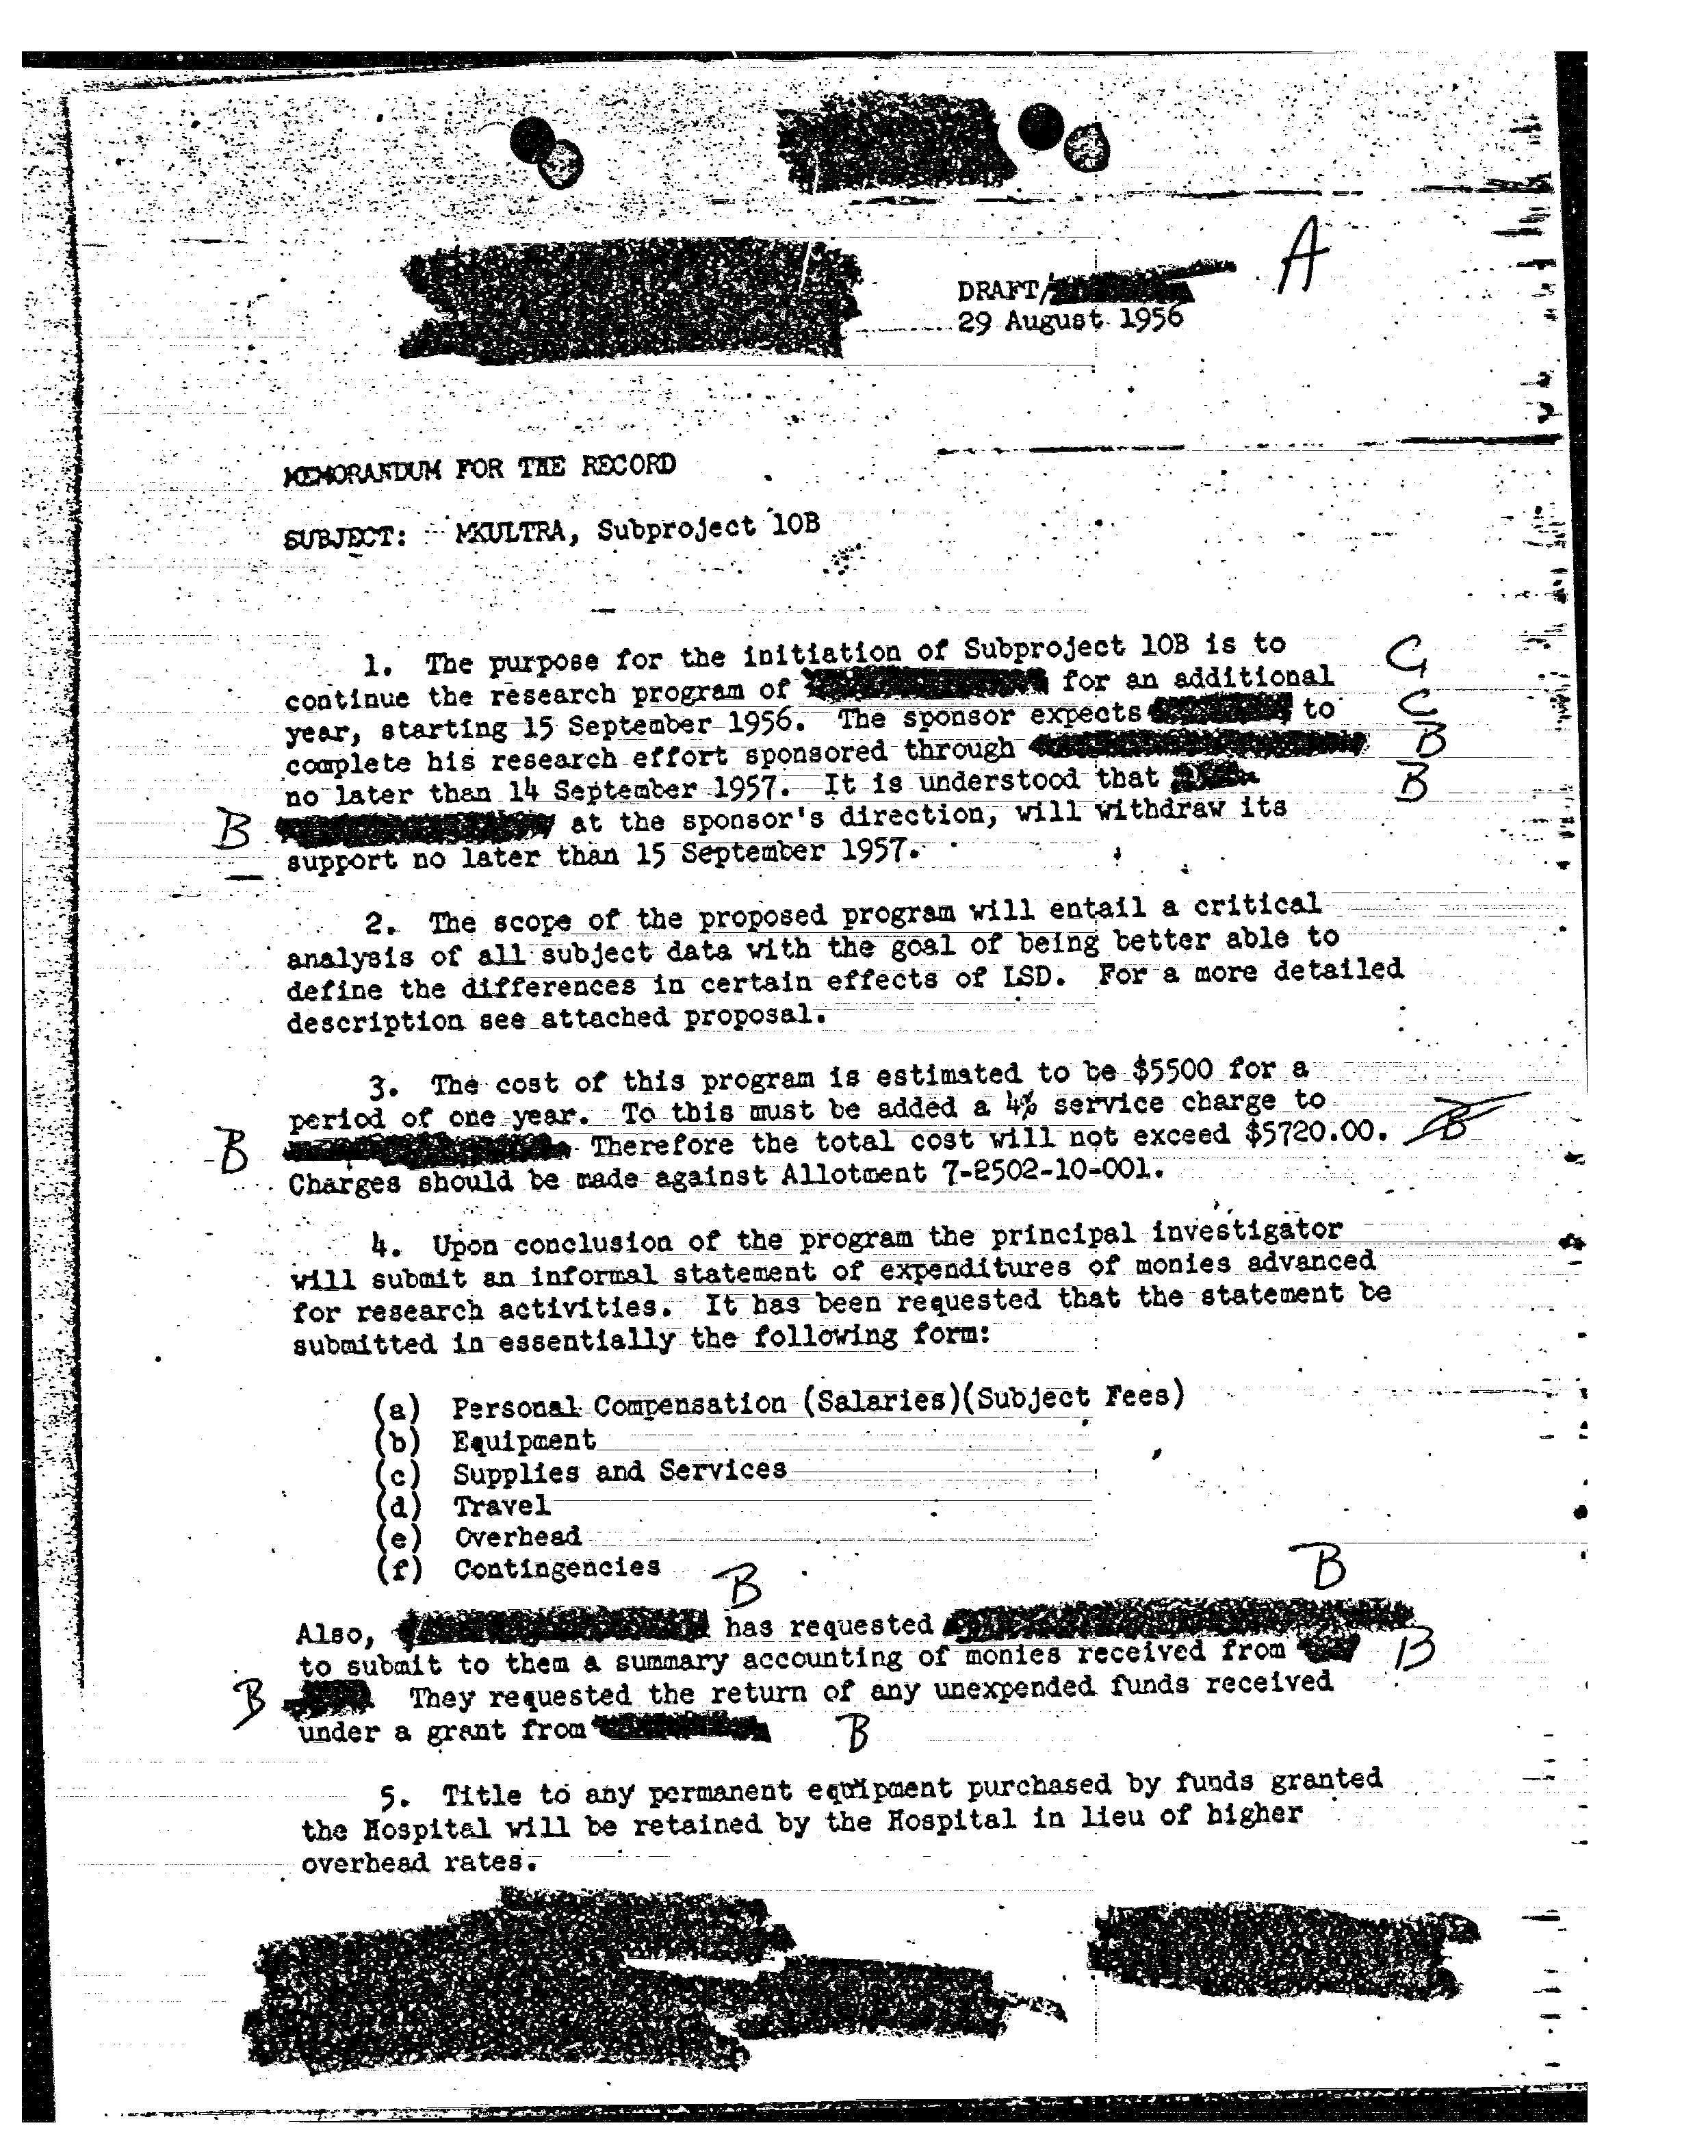 A
DRAFT/
29 August 1956
MEMORANDUM FOR THE RECORD
SUBJECT: MKULTRA, Subproject 10B
1. The purpose for the initiation of Subproject 10B is to
continue the research program of for an additional C
year, starting 15 September 1956. The sponsor expects to C
complete his research effort sponsored through B
no later than 14 September 1957. It is understood that B
B at the sponsor's direction, will withdraw its
support no later than 15 September 1957.
2. The scope of the proposed program will entail a critical
analysis of all subject data with the goal of being better able to
define the differences in certain effects of LSD. For a more detailed
description see attached proposal.
3. The cost of this program is estimated to be $5500 for a
period of one year. To this must be added a 4% service charge to
B Therefore the total cost will not exceed $5720.00. B
Charges should be made against Allotment 7-2502-10-001.
4. Upon conclusion of the program the principal investigator
will submit an informal statement of expenditures of monies advanced
for research activities. It has been requested that the statement be
submitted in essentially the following form:
(a) Personal Compensation (Salaries)(Subject Fees)
(b) Equipment
(c) Supplies and Services
(d) Travel
(e) Overhead
(f) Contingencies
B B
Also, has requested
to submit to them a summary accounting of monies received from B
B They requested the return of any unexpended funds received
under a grant from B
5. Title to any permanent equipment purchased by funds granted
the Hospital will be retained by the Hospital in lieu of higher
overhead rates.